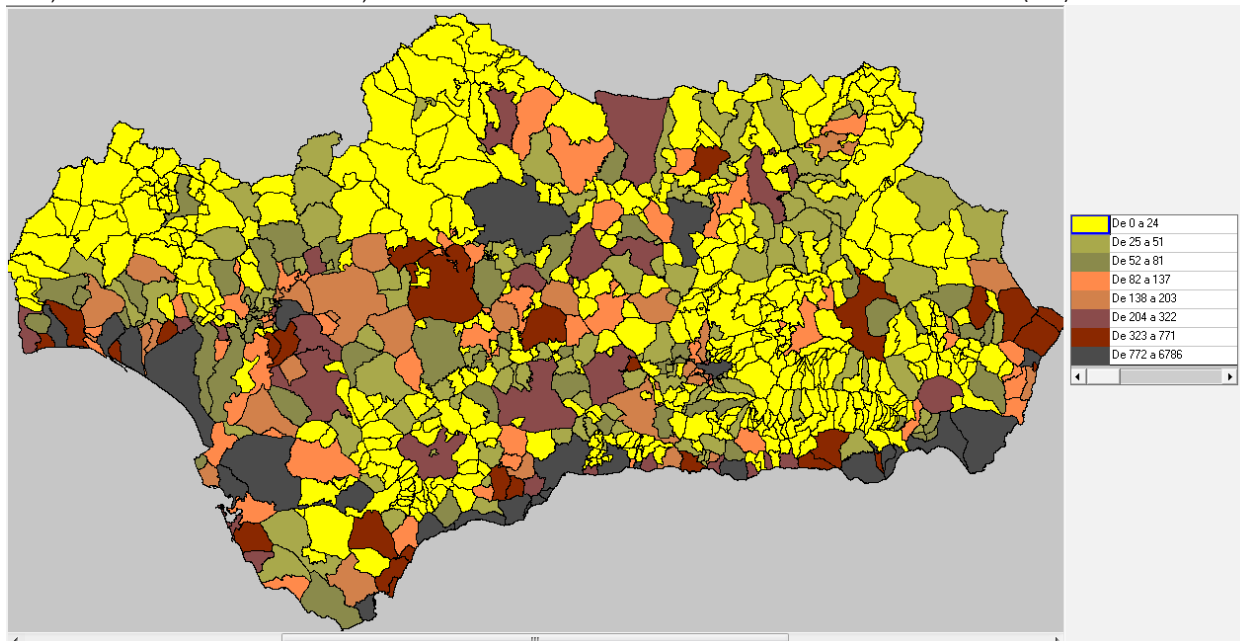 De 0 a 24
De 25 a 51
De 52 a 81
De 82 a 137
De 138 a 203
De 204 a 322
De 323 a 771
De 772 a 6786